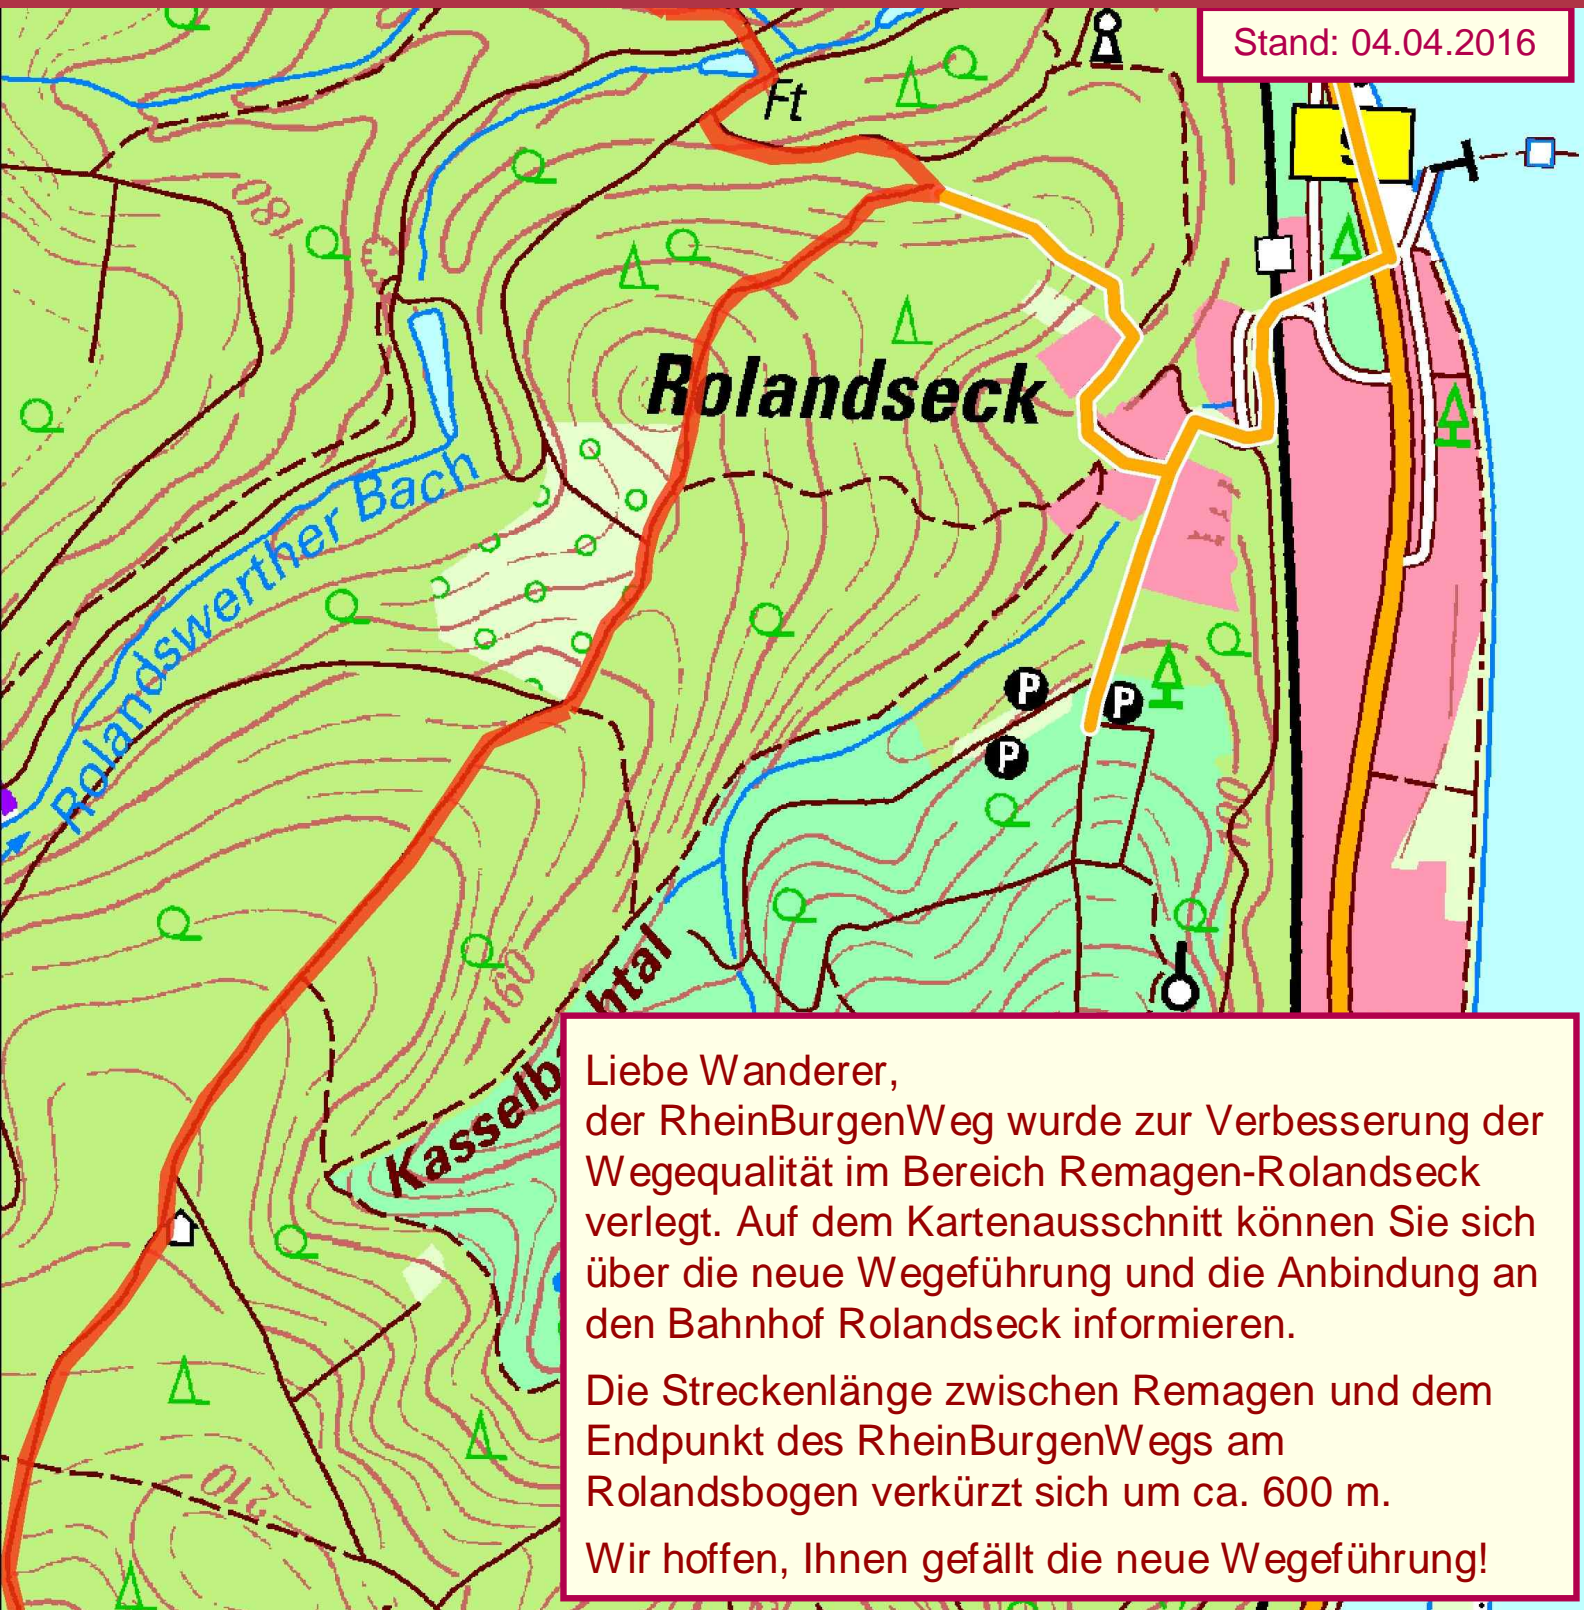 Stand: 04.04.2016
Ft
180
Rolandseck
Rolandswerther Bach
P
P
P
100
160
210
Liebe Wanderer,
der RheinBurgenWeg wurde zur Verbesserung der
Wegequalität im Bereich Remagen-Rolandseck
verlegt. Auf dem Kartenausschnitt können Sie sich
über die neue Wegeführung und die Anbindung an
den Bahnhof Rolandseck informieren.
Die Streckenlänge zwischen Remagen und dem
Endpunkt des RheinBurgenWegs am
Rolandsbogen verkürzt sich um ca. 600 m.
Wir hoffen, Ihnen gefällt die neue Wegeführung!